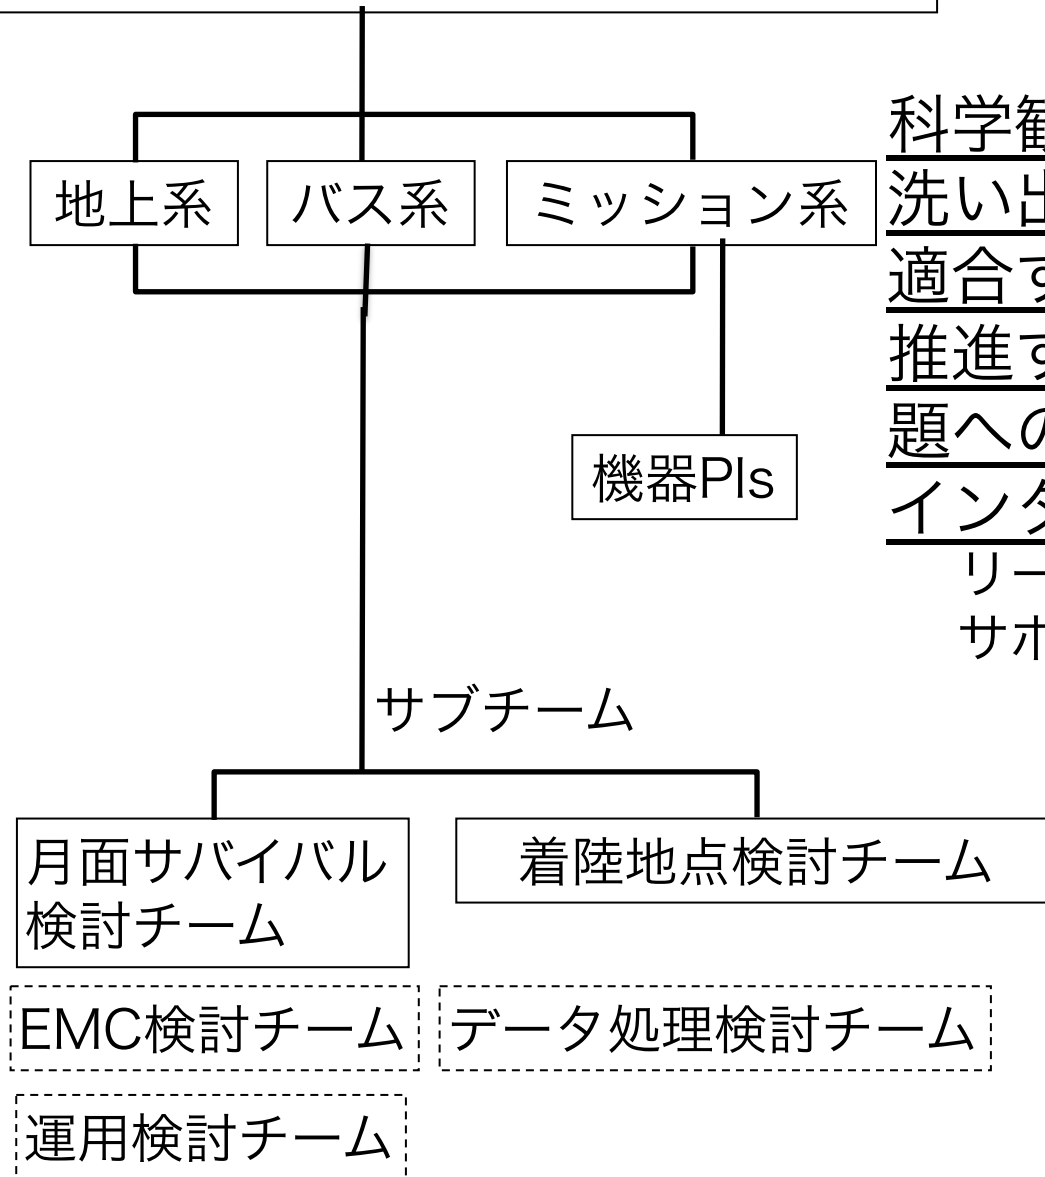 地上系
バス系
ミッション系
機器PIs
科学
洗い出
適合す
推進す
題への
インタ
リー
サポ
サブチーム
月面サバイバル
検討チーム
着陸地点検討チーム
EMC検討チーム
データ処理検討チーム
運用検討チーム